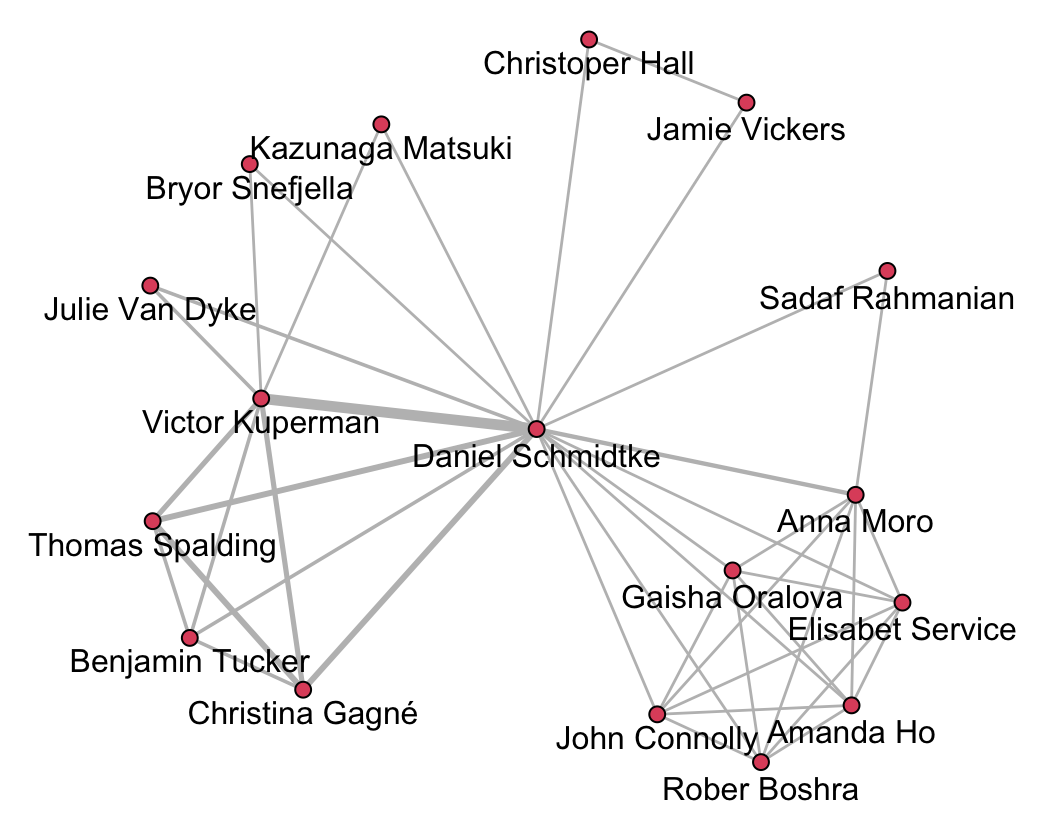 Christoper Hall
Jamie Vickers
Kazunaga Matsuki
Bryor Snefjella
Sadaf Rahmanian
Julie Van Dyke
Victor Kuperman
Daniel Schmidtke
Anna Moro
Thomas Spalding
Gaisha Oralova
Elisabet Service
Benjamin Tucker
Christina Gagné
John Connolly
Amanda Ho
Rober Boshra